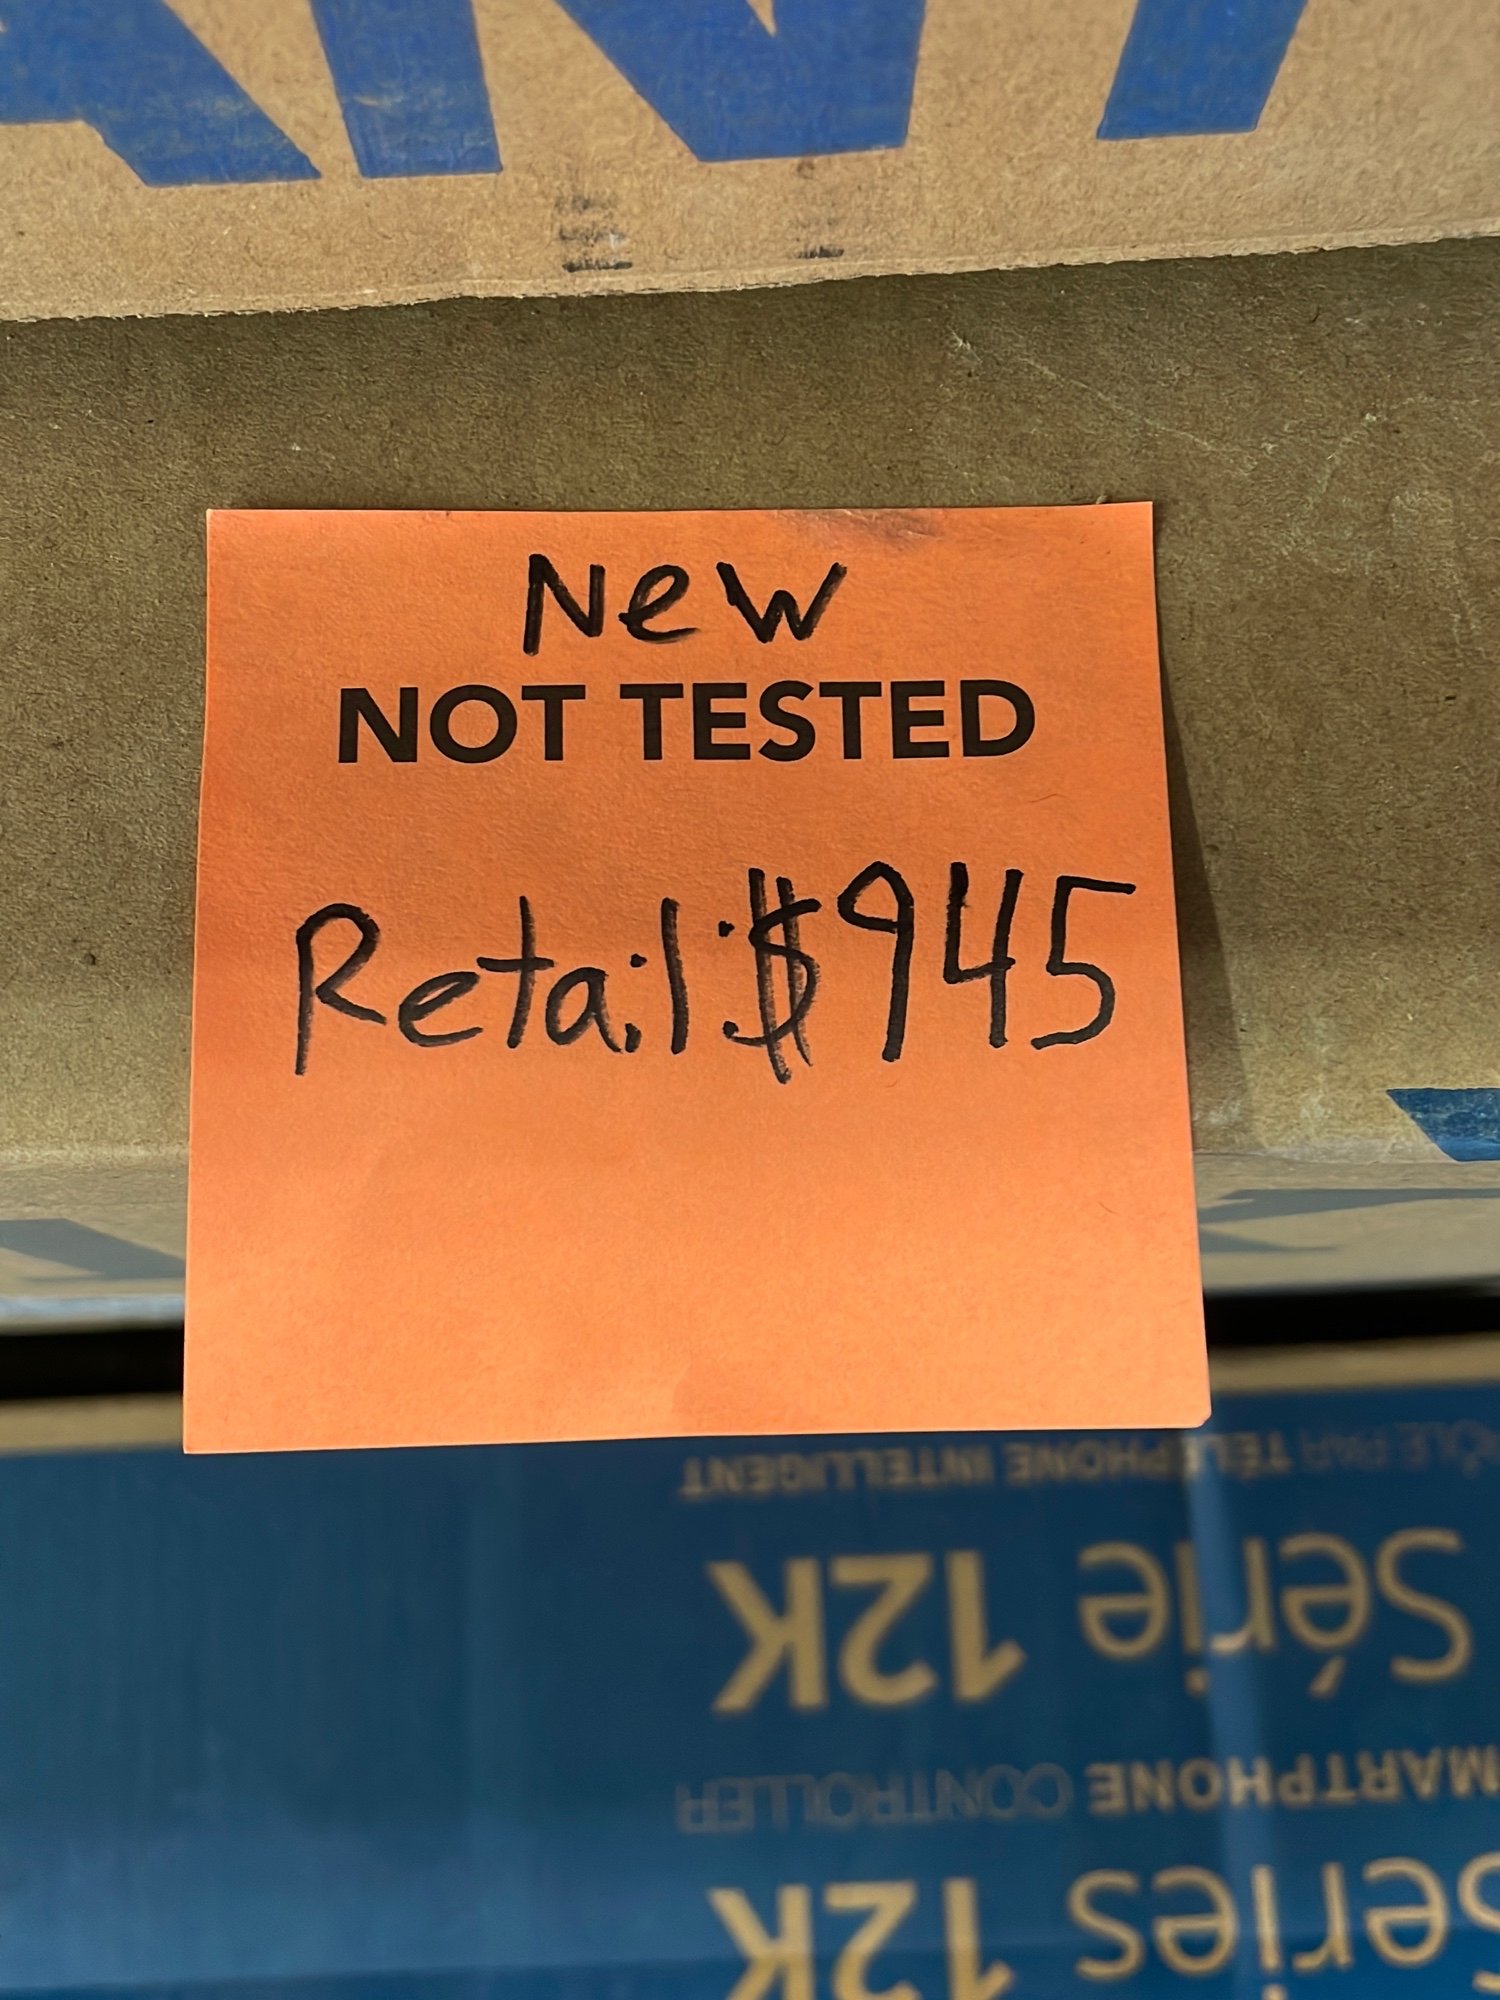 New
NOT TESTED
Retail: $945
TÉLÉPHONE INTELLIGENT
Série 12K
SMARTPHONE CONTROLLER
Series 12K